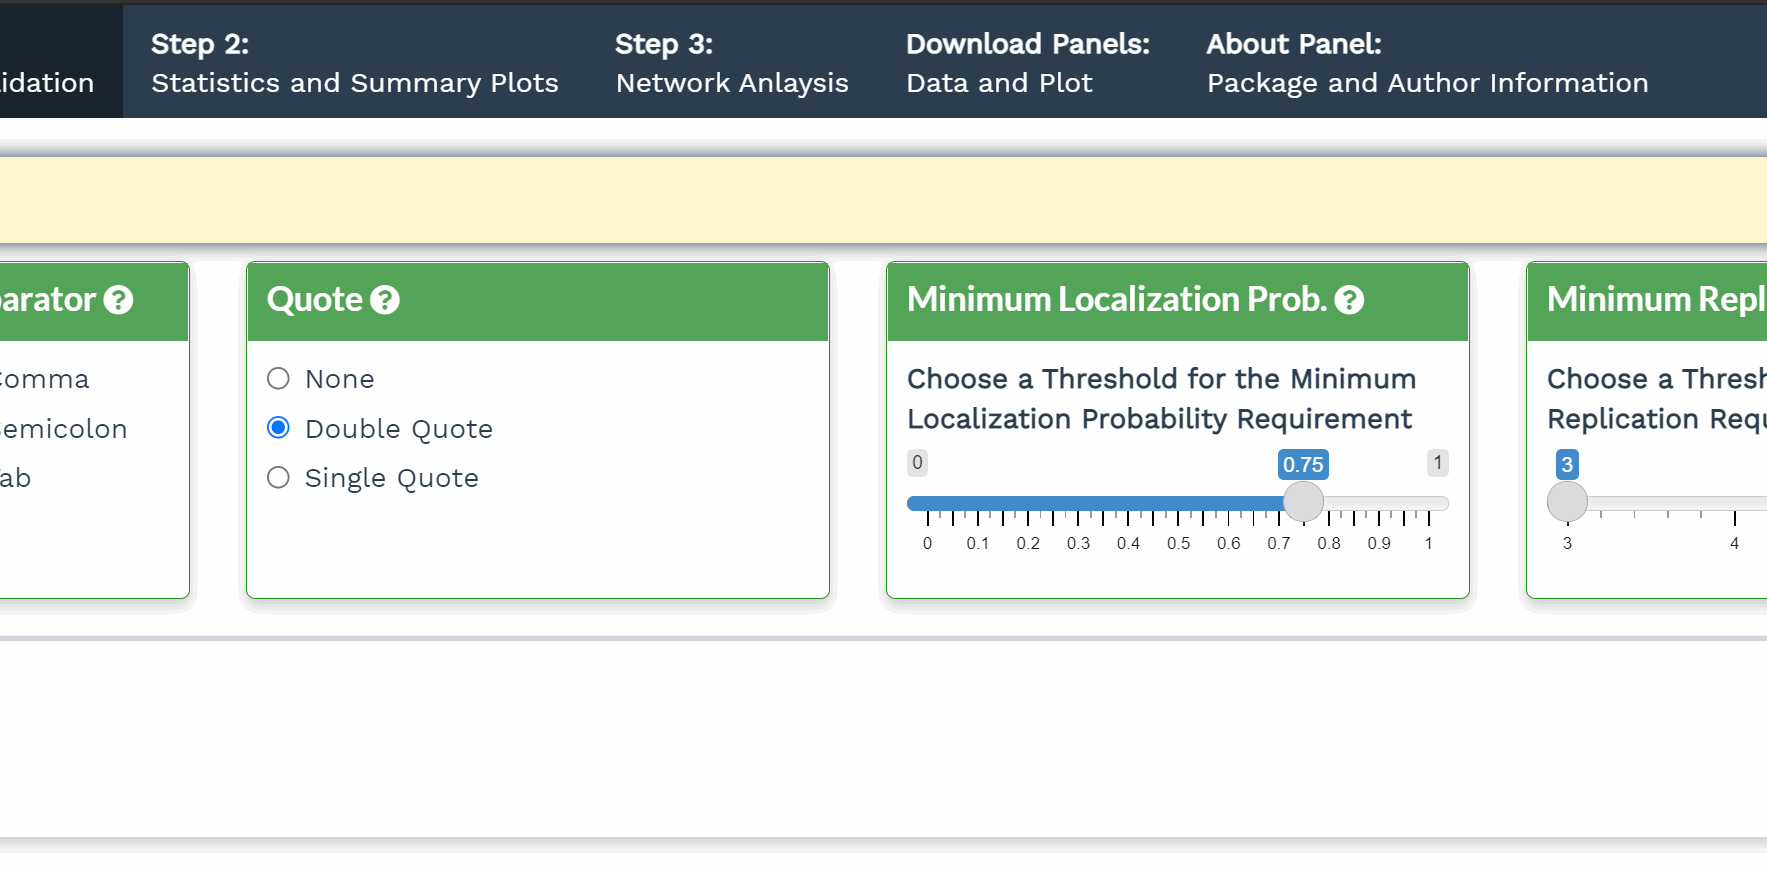 idation
Step 2:
Statistics and Summary Plots
Step 3:
Network Anlaysis
Download Panels:
Data and Plot
About Panel:
Package and Author Information
arator ?
omma
emicolon
ab
Quote ?
None
Double Quote
Single Quote
Minimum Localization Prob. ?
Choose a Threshold for the Minimum
Localization Probability Requirement
0 0.75 1
0 0.1 0.2 0.3 0.4 0.5 0.6 0.7 0.8 0.9 1
Minimum Repl
Choose a Thresh
Replication Requ
3
3 4